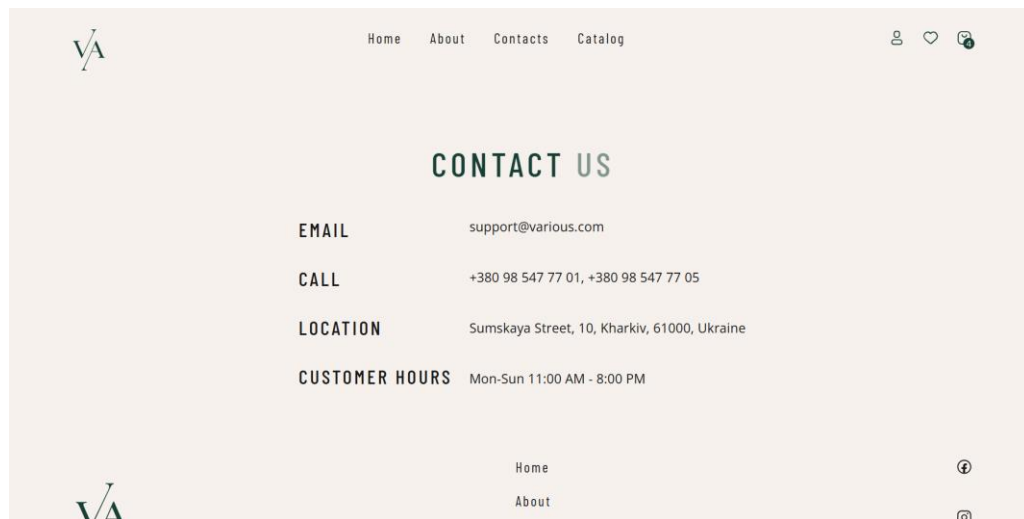 V/A
Home About Contacts Catalog
4
CONTACT US
EMAIL support@various.com
CALL +380 98 547 77 01, +380 98 547 77 05
LOCATION Sumskaya Street, 10, Kharkiv, 61000, Ukraine
CUSTOMER HOURS Mon-Sun 11:00 AM - 8:00 PM
Home
About
V/A